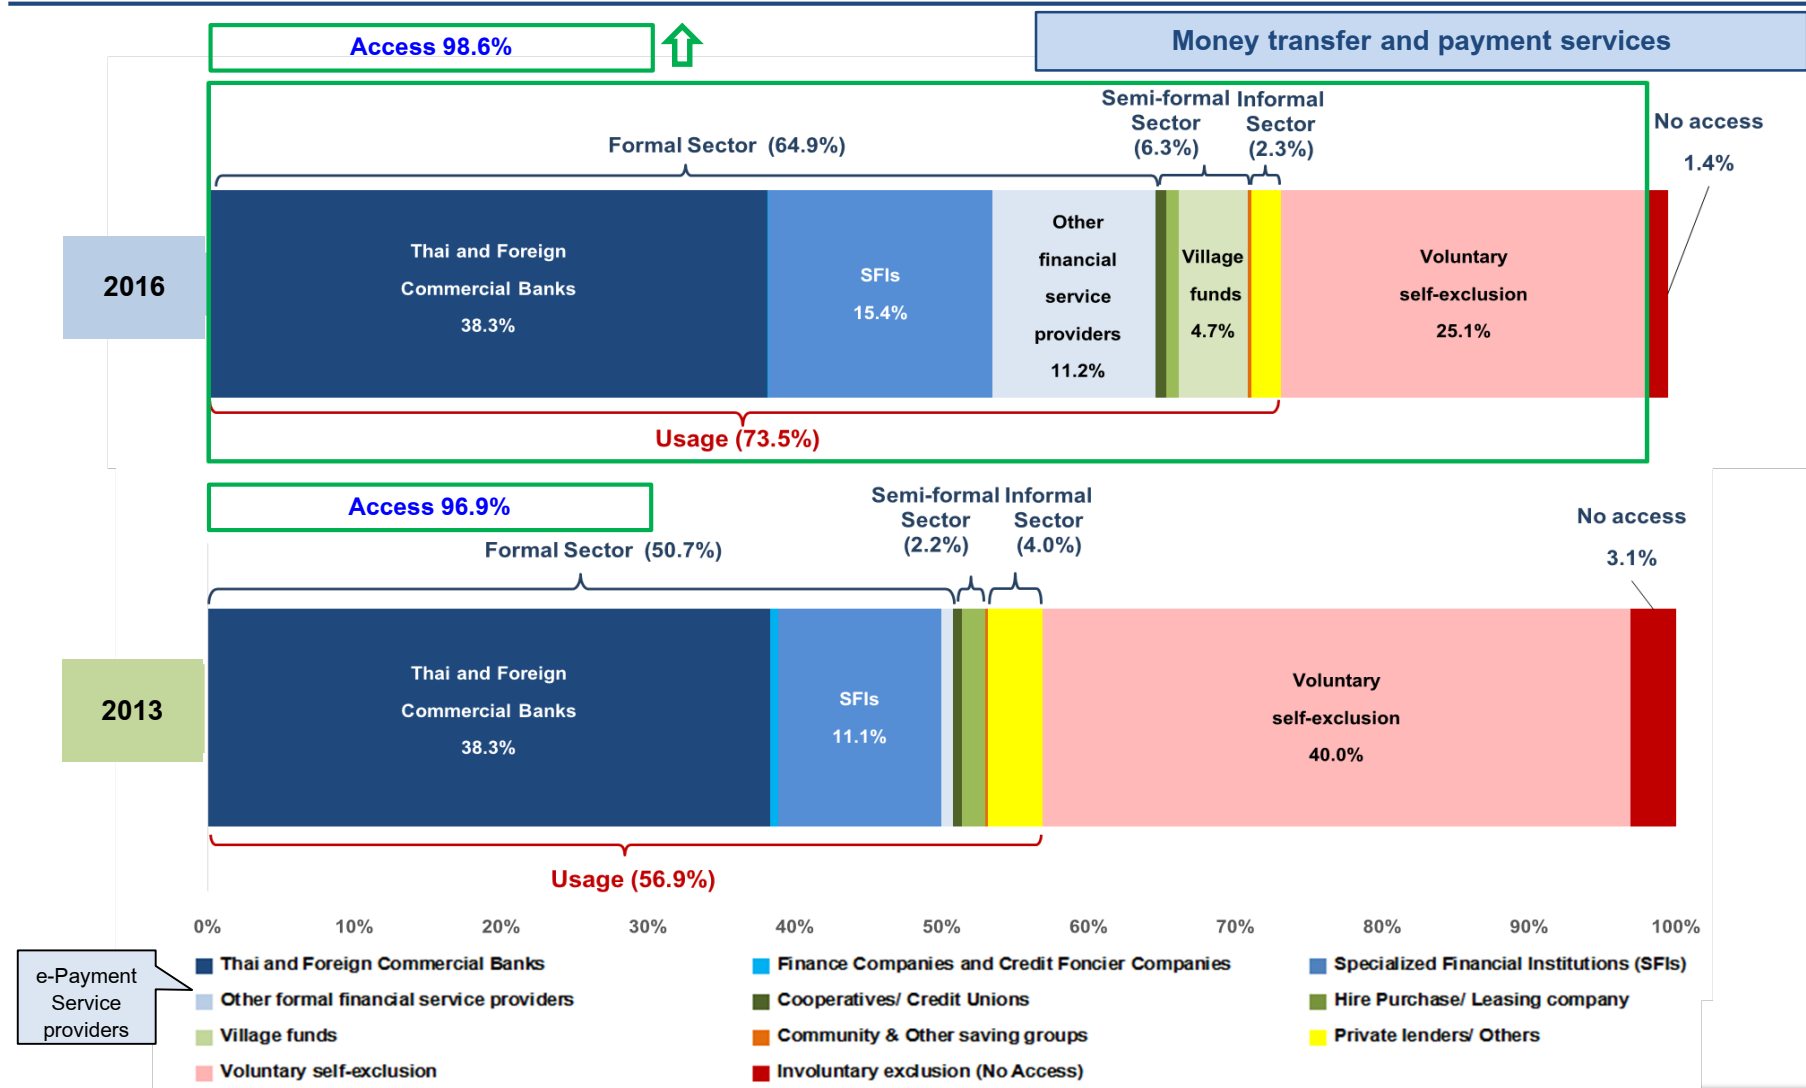 Access 98.6%
Money transfer and payment services
Semi-formal
Sector
(6.3%)
Informal
Sector
(2.3%)
No access
1.4%
Formal Sector (64.9%)
2016
Thai and Foreign
Commercial Banks
38.3%
SFIs
15.4%
Other
financial
service
providers
11.2%
Village
funds
4.7%
Voluntary
self-exclusion
25.1%
Usage (73.5%)
Access 96.9%
Semi-formal
Sector
(2.2%)
Informal
Sector
(4.0%)
No access
3.1%
Formal Sector (50.7%)
2013
Thai and Foreign
Commercial Banks
38.3%
SFIs
11.1%
Voluntary
self-exclusion
40.0%
Usage (56.9%)
0% 10% 20% 30% 40% 50% 60% 70% 80% 90% 100%
e-Payment
Service
providers
Thai and Foreign Commercial Banks
Finance Companies and Credit Foncier Companies
Specialized Financial Institutions (SFIs)
Other formal financial service providers
Cooperatives/ Credit Unions
Hire Purchase/ Leasing company
Village funds
Community & Other saving groups
Private lenders/ Others
Voluntary self-exclusion
Involuntary exclusion (No Access)